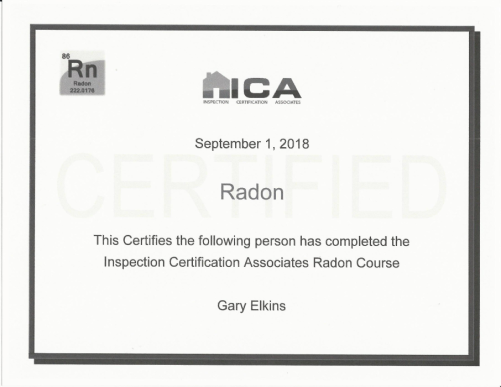 86
Rn
Radon
222.0176
ICA
INSPECTION CERTIFICATION ASSOCIATES
September 1, 2018
CERTIFIED
Radon
This Certifies the following person has completed the
Inspection Certification Associates Radon Course
Gary Elkins